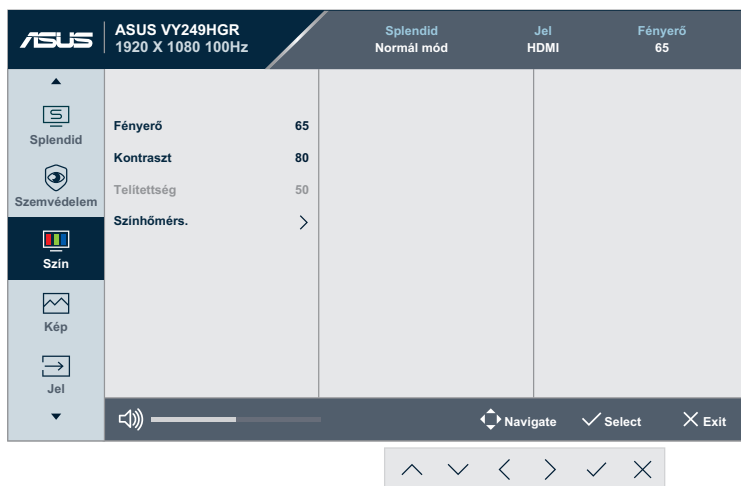 ASUS
ASUS VY249HGR
1920 X 1080 100Hz
Splendid
Normál mód
Jel
HDMI
Fényerő
65
Splendid
Szemvédelem
Szín
Kép
Jel
Fényerő 65
Kontraszt 80
Telítettség 50
Színhőmérs.
Navigate Select Exit